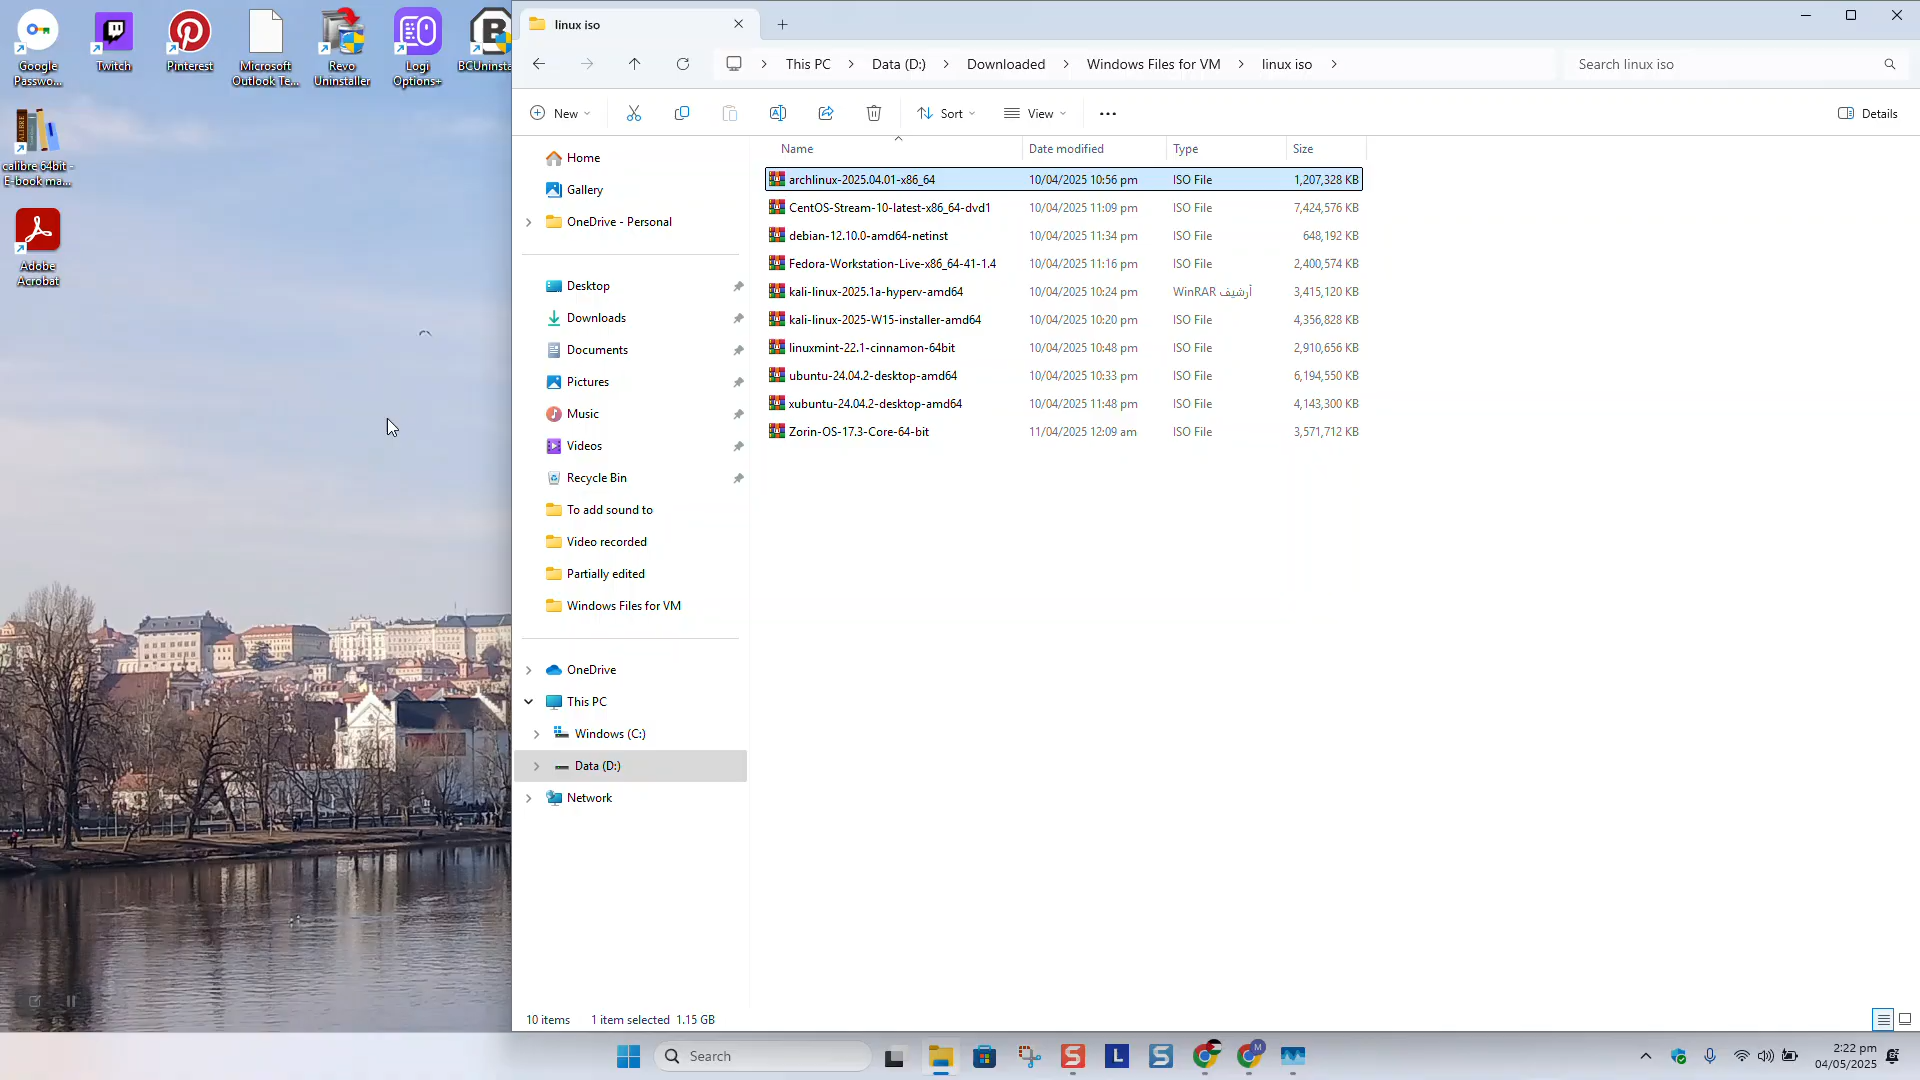 Google
Passwo...
Twitch
Pinterest
Microsoft
Outlook Te...
Revo
Uninstaller
Logi
Options+
BCUninsta
calibre 64bit -
E-book ma...
Adobe
Acrobat
linux iso
This PC
Data (D:)
Downloaded
Windows Files for VM
linux iso
Search linux iso
New
Sort
View
Details
Name Date modified Type Size
archlinux-2025.04.01-x86_64 10/04/2025 10:56 pm ISO File 1,207,328 KB
CentOS-Stream-10-latest-x86_64-dvd1 10/04/2025 11:09 pm ISO File 7,424,576 KB
debian-12.10.0-amd64-netinst 10/04/2025 11:34 pm ISO File 648,192 KB
Fedora-Workstation-Live-x86_64-41-1.4 10/04/2025 11:16 pm ISO File 2,400,574 KB
kali-linux-2025.1a-hyperv-amd64 10/04/2025 10:24 pm WinRAR أرشيف 3,415,120 KB
kali-linux-2025-W15-installer-amd64 10/04/2025 10:20 pm ISO File 4,356,828 KB
linuxmint-22.1-cinnamon-64bit 10/04/2025 10:48 pm ISO File 2,910,656 KB
ubuntu-24.04.2-desktop-amd64 10/04/2025 10:33 pm ISO File 6,194,550 KB
xubuntu-24.04.2-desktop-amd64 10/04/2025 11:48 pm ISO File 4,143,300 KB
Zorin-OS-17.3-Core-64-bit 11/04/2025 12:09 am ISO File 3,571,712 KB
Home
Gallery
OneDrive - Personal
Desktop
Downloads
Documents
Pictures
Music
Videos
Recycle Bin
To add sound to
Video recorded
Partially edited
Windows Files for VM
OneDrive
This PC
Windows (C:)
Data (D:)
Network
10 items 1 item selected 1.15 GB
Search
2:22 pm
04/05/2025